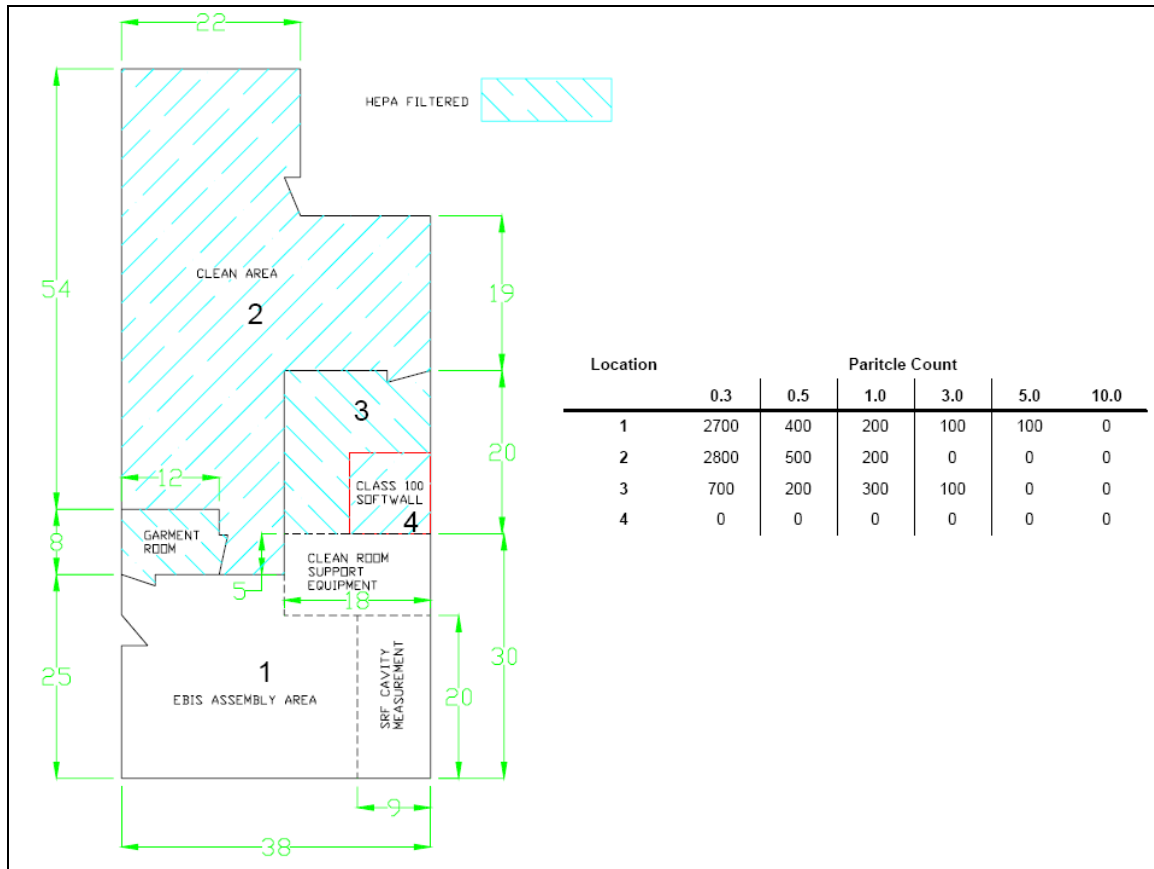 22
HEPA FILTERED
54
CLEAN AREA
2
19
3
20
12
CLASS 100
SOFTWALL
4
8
GARMENT
ROOM
CLEAN ROOM
SUPPORT
EQUIPMENT
5
18
25
1
EBIS ASSEMBLY AREA
SRF CAVITY
MEASUREMENT
20
30
9
38
Location Paritcle Count
0.3 0.5 1.0 3.0 5.0 10.0
1 2700 400 200 100 100 0
2 2800 500 200 0 0 0
3 700 200 300 100 0 0
4 0 0 0 0 0 0